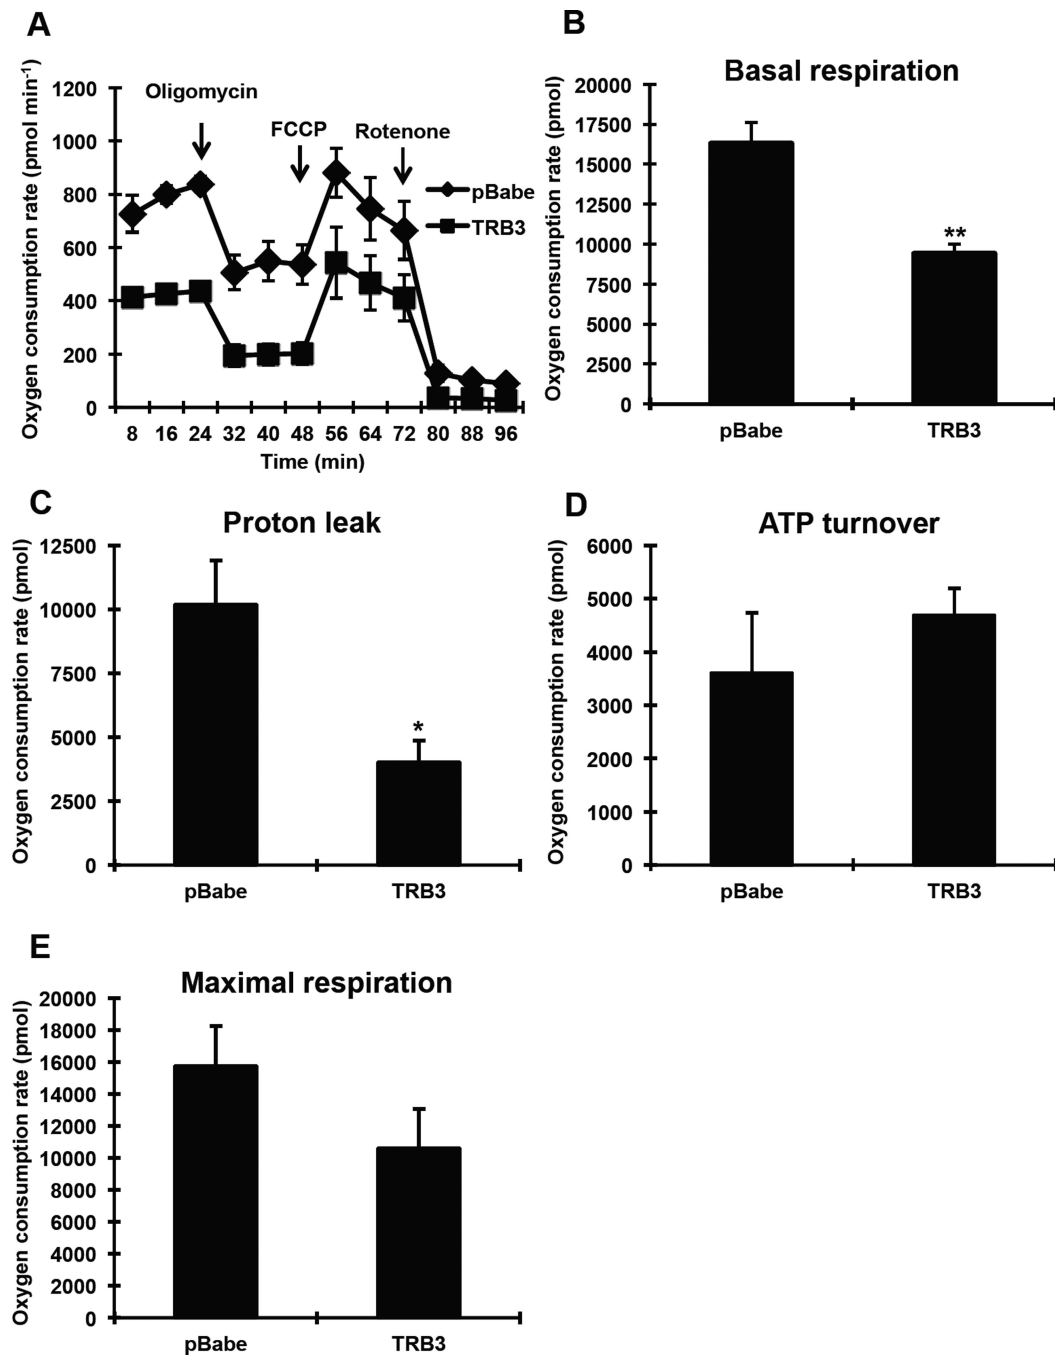 A
Oxygen consumption rate (pmol min-1)
1200
1000
800
600
400
200
0
Oligomycin
FCCP
Rotenone
pBabe
TRB3
8 16 24 32 40 48 56 64 72 80 88 96
Time (min)
B
Basal respiration
Oxygen consumption rate (pmol)
20000
17500
15000
12500
10000
7500
5000
2500
0
**
pBabe TRB3
C
Proton leak
Oxygen consumption rate (pmol)
12500
10000
7500
5000
2500
0
*
pBabe TRB3
D
ATP turnover
Oxygen consumption rate (pmol)
6000
5000
4000
3000
2000
1000
0
pBabe TRB3
E
Maximal respiration
Oxygen consumption rate (pmol)
20000
18000
16000
14000
12000
10000
8000
6000
4000
2000
0
pBabe TRB3